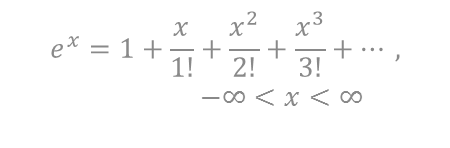 e^x = 1 + x/1! + x^2/2! + x^3/3! + ⋯ ,
−∞ < x < ∞